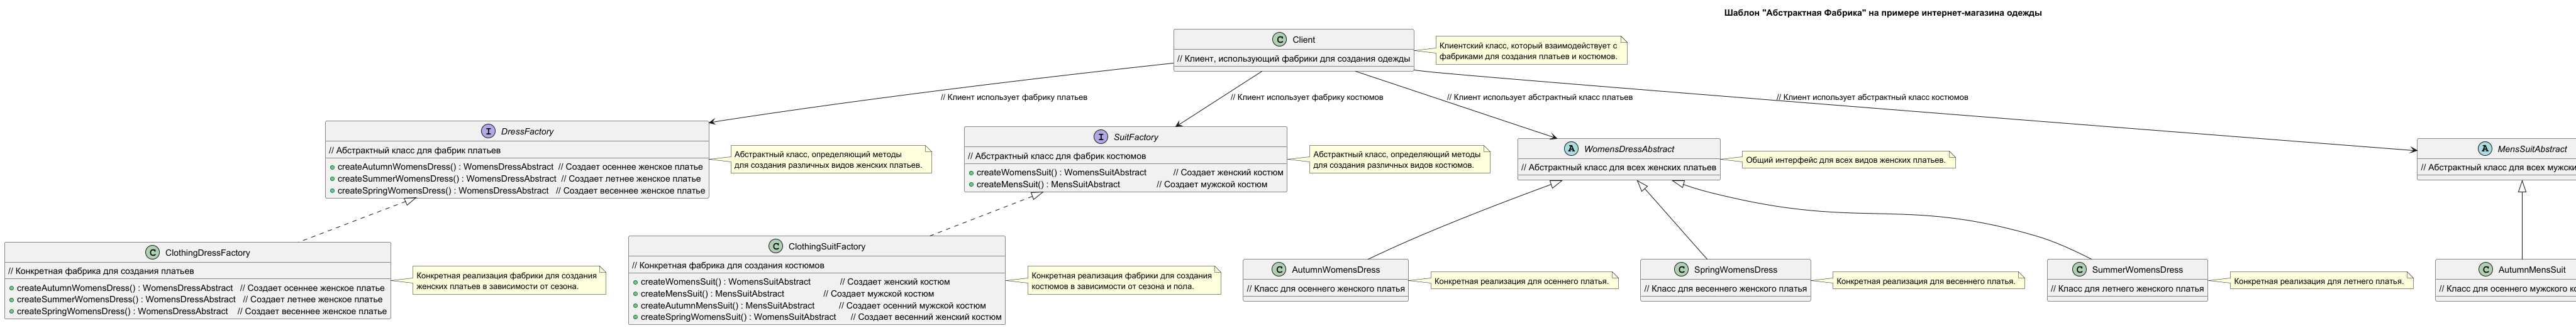 Шаблон "Абстрактная Фабрика" на примере интернет-магазина одежды
C Client
// Клиент, использующий фабрики для создания одежды
Клиентский класс, который взаимодействует с
фабриками для создания платьев и костюмов.
// Клиент использует фабрику платьев
// Клиент использует фабрику костюмов
// Клиент использует абстрактный класс платьев
// Клиент использует абстрактный класс костюмов
I DressFactory
// Абстрактный класс для фабрик платьев
createAutumnWomensDress() : WomensDressAbstract // Создает осеннее женское платье
createSummerWomensDress() : WomensDressAbstract // Создает летнее женское платье
createSpringWomensDress() : WomensDressAbstract // Создает весеннее женское платье
Абстрактный класс, определяющий методы
для создания различных видов женских платьев.
I SuitFactory
// Абстрактный класс для фабрик костюмов
createWomensSuit() : WomensSuitAbstract // Создает женский костюм
createMensSuit() : MensSuitAbstract // Создает мужской костюм
Абстрактный класс, определяющий методы
для создания различных видов костюмов.
A WomensDressAbstract
// Абстрактный класс для всех женских платьев
Общий интерфейс для всех видов женских платьев.
A MensSuitAbstract
// Абстрактный класс для всех мужски
C ClothingDressFactory
// Конкретная фабрика для создания платьев
createAutumnWomensDress() : WomensDressAbstract // Создает осеннее женское платье
createSummerWomensDress() : WomensDressAbstract // Создает летнее женское платье
createSpringWomensDress() : WomensDressAbstract // Создает весеннее женское платье
Конкретная реализация фабрики для создания
женских платьев в зависимости от сезона.
C ClothingSuitFactory
// Конкретная фабрика для создания костюмов
createWomensSuit() : WomensSuitAbstract // Создает женский костюм
createMensSuit() : MensSuitAbstract // Создает мужской костюм
createAutumnMensSuit() : MensSuitAbstract // Создает осенний мужской костюм
createSpringWomensSuit() : WomensSuitAbstract // Создает весенний женский костюм
Конкретная реализация фабрики для создания
костюмов в зависимости от сезона и пола.
C AutumnWomensDress
// Класс для осеннего женского платья
Конкретная реализация для осеннего платья.
C SpringWomensDress
// Класс для весеннего женского платья
Конкретная реализация для весеннего платья.
C SummerWomensDress
// Класс для летнего женского платья
Конкретная реализация для летнего платья.
C AutumnMensSuit
// Класс для осеннего мужского ко